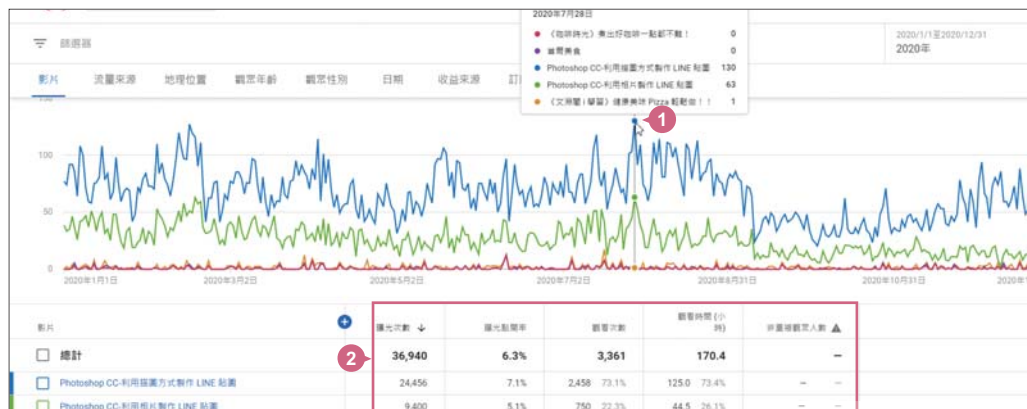 2020年7月28日
《咖啡時光》煮出好咖啡一點都不難! 0
首爾美食 0
Photoshop CC-利用描圖方式製作 LINE 貼圖 130
Photoshop CC-利用相片製作 LINE 貼圖 63
《文淵閣 i 學習》健康美味 Pizza 輕鬆做!! 1
篩選器
2020/1/1至2020/12/31
2020年
影片 流量來源 地理位置 觀眾年齡 觀眾性別 日期 收益來源
1
150
100
50
0
2020年1月1日 2020年3月2日 2020年5月2日 2020年7月2日 2020年8月31日 2020年10月31日
影片 曝光次數 曝光點閱率 觀看次數 觀看時間 (小時) 非重複觀眾人數
2
總計 36,940 6.3% 3,361 170.4 –
Photoshop CC-利用描圖方式製作 LINE 貼圖 24,456 7.1% 2,458 73.1% 125.0 73.4% – –
Photoshop CC-利用相片製作 LINE 貼圖 9,400 5.1% 750 22.3% 44.5 26.1% – –